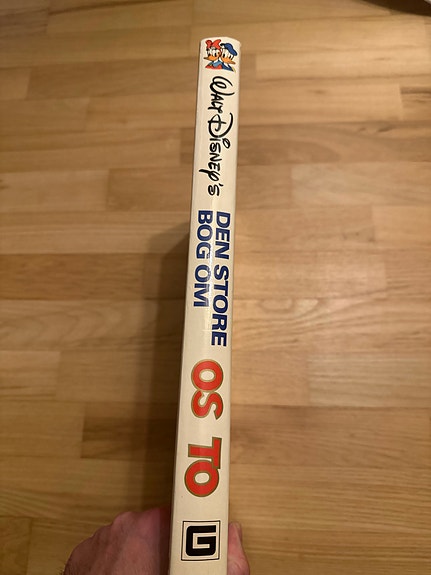 WALT DISNEY'S
DEN STORE
BOG OM
OS TO
G